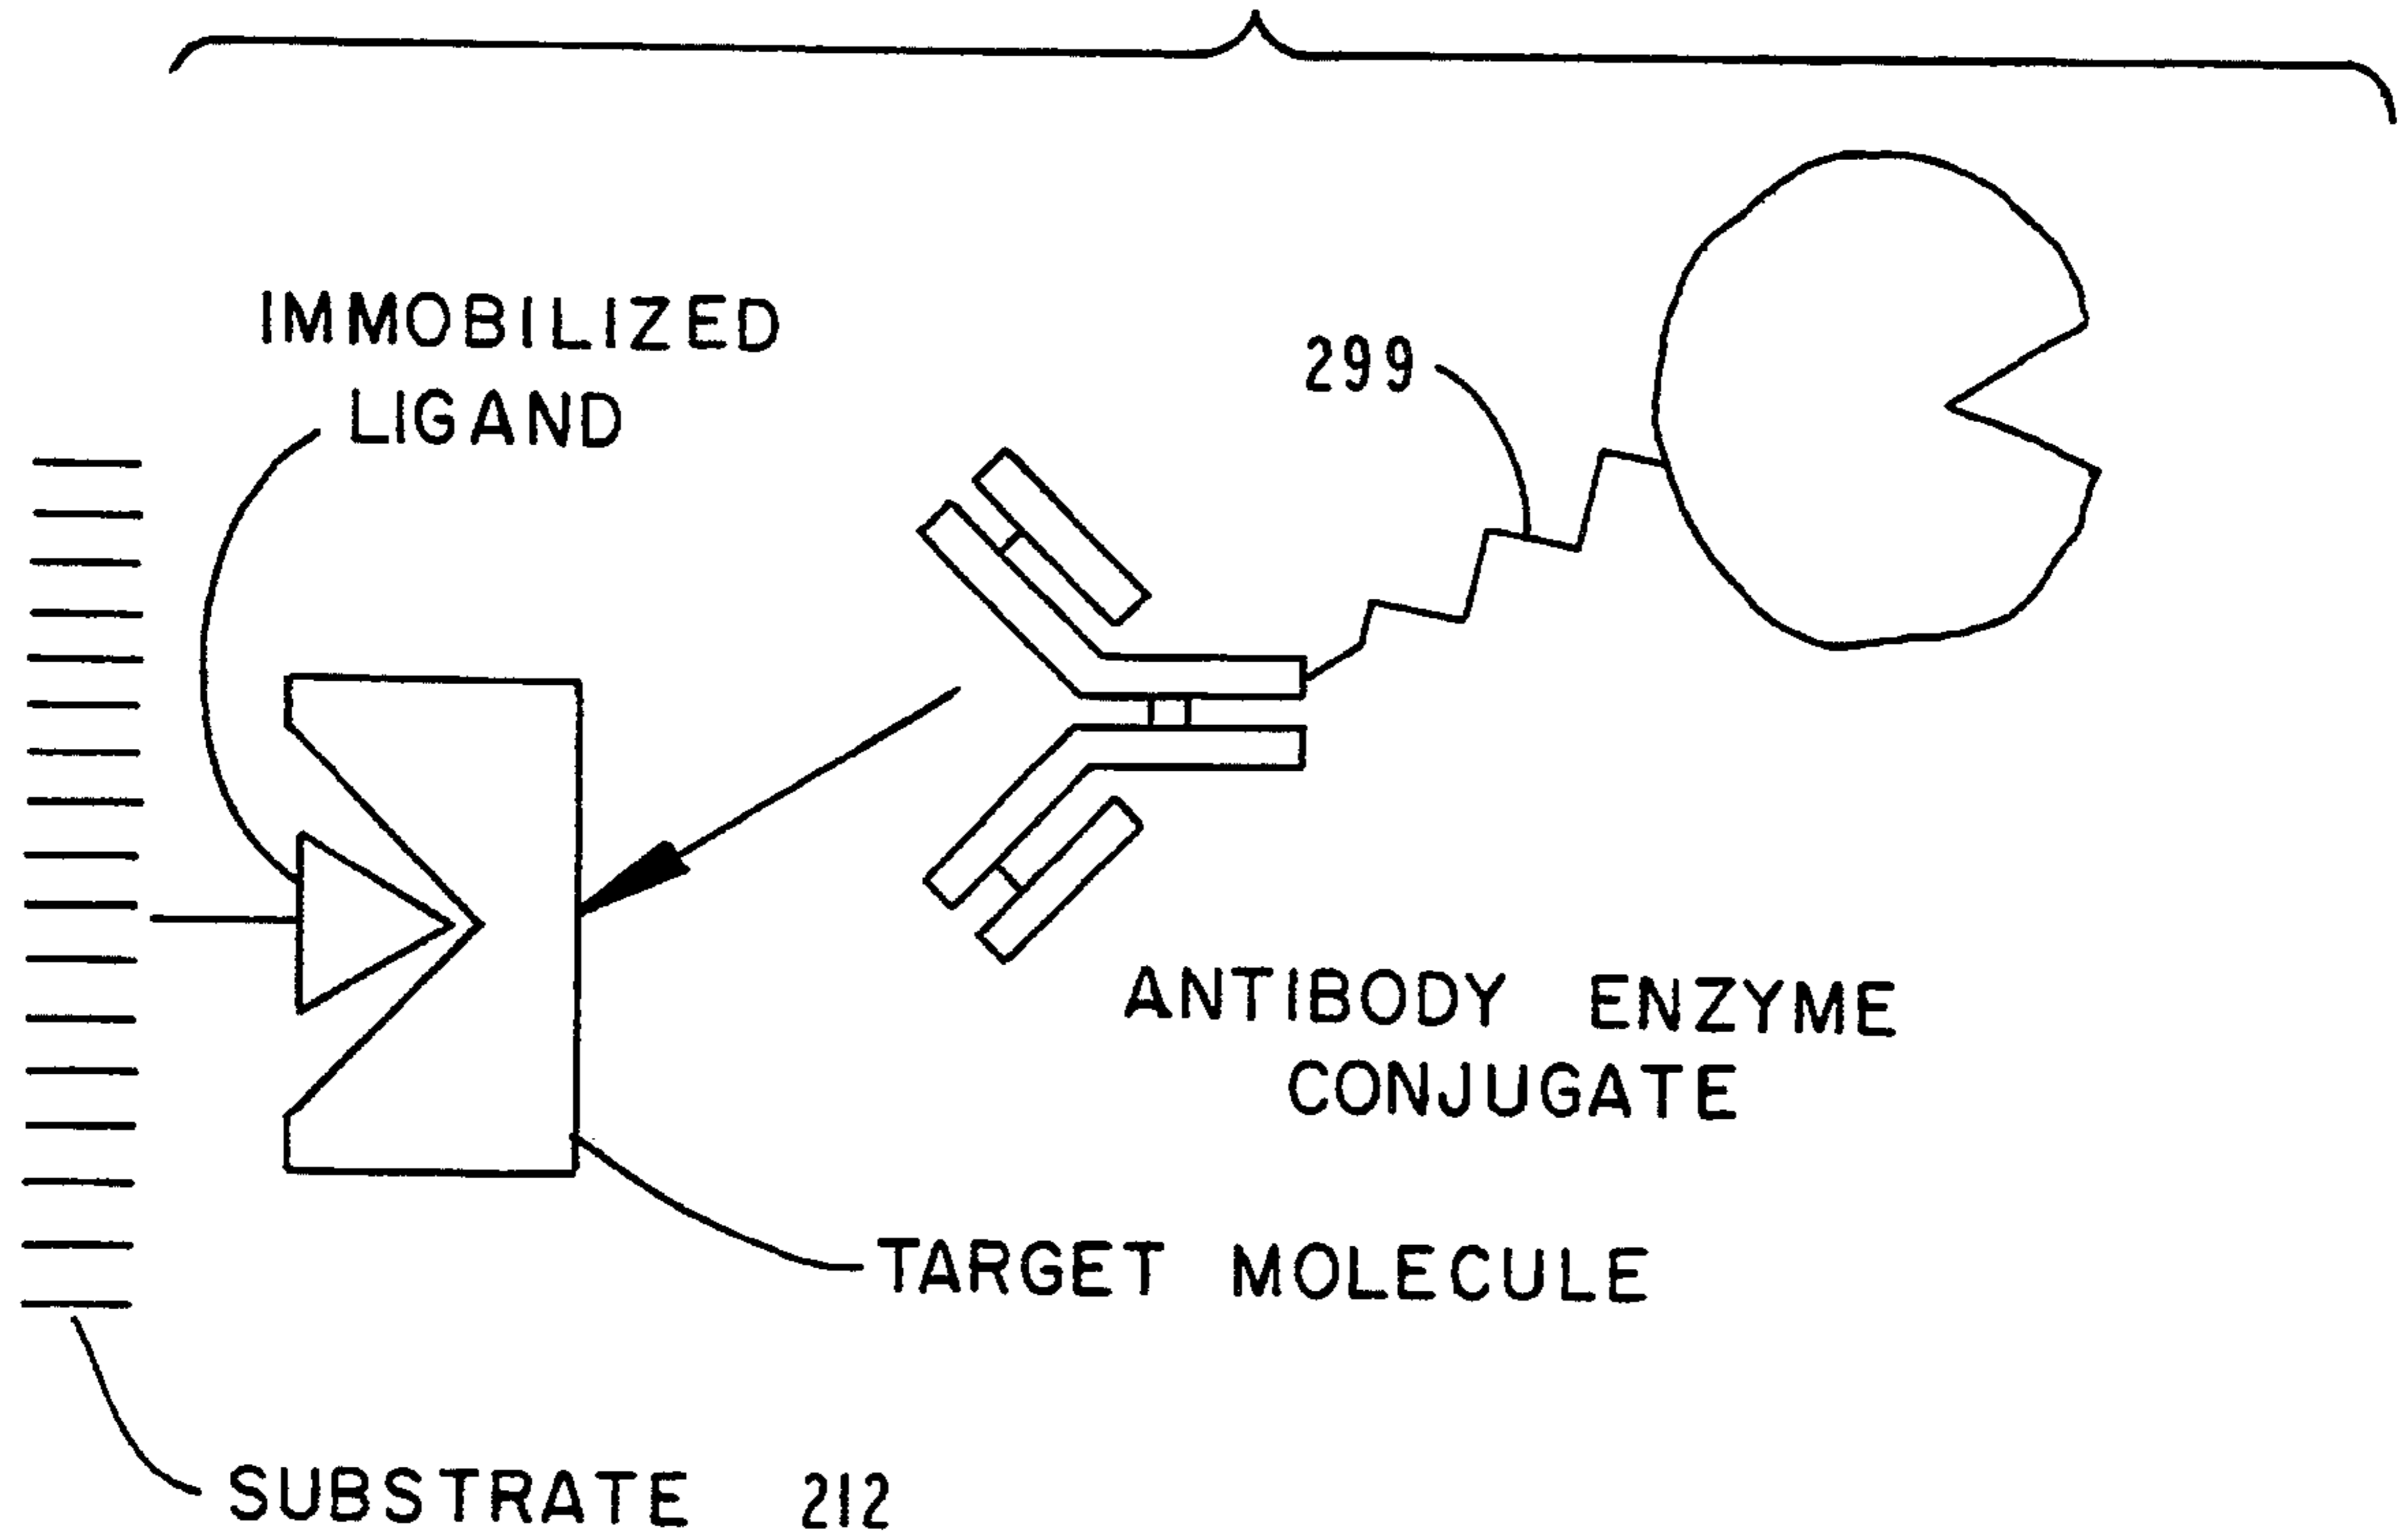 IMMOBILIZED
LIGAND
299
ANTIBODY ENZYME
CONJUGATE
TARGET MOLECULE
SUBSTRATE 212